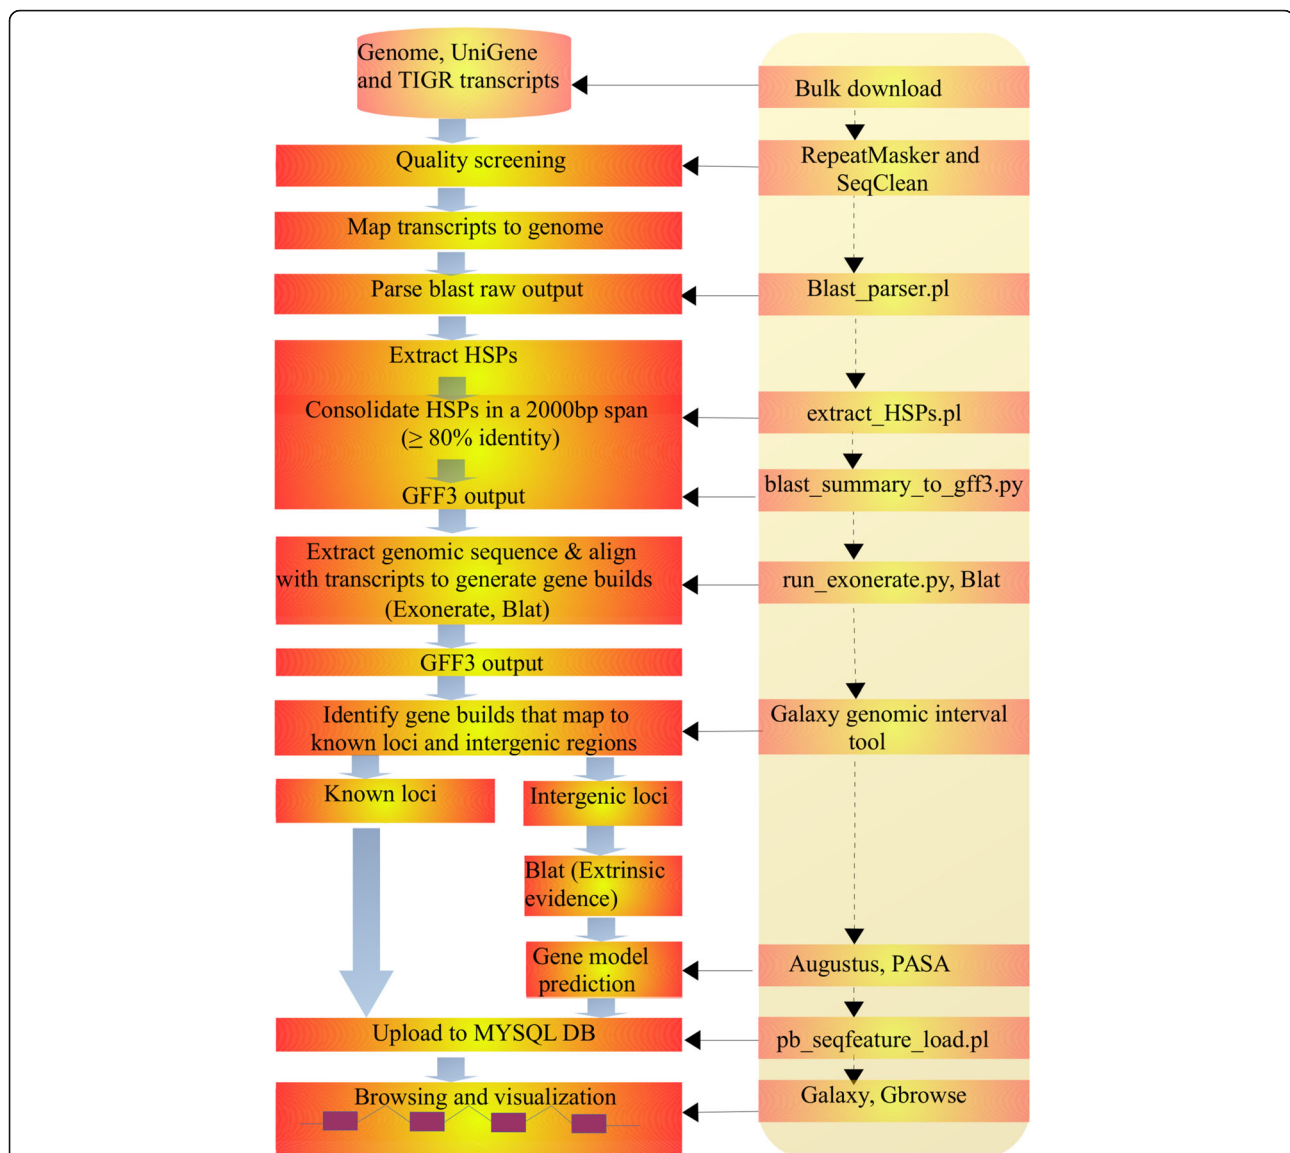 Genome, UniGene
and TIGR transcripts
Bulk download
Quality screening
RepeatMasker and
SeqClean
Map transcripts to genome
Parse blast raw output
Blast_parser.pl
Extract HSPs
Consolidate HSPs in a 2000bp span
(≥ 80% identity)
extract_HSPs.pl
GFF3 output
blast_summary_to_gff3.py
Extract genomic sequence & align
with transcripts to generate gene builds
(Exonerate, Blat)
run_exonerate.py, Blat
GFF3 output
Identify gene builds that map to
known loci and intergenic regions
Galaxy genomic interval
tool
Known loci
Intergenic loci
Blat (Extrinsic
evidence)
Gene model
prediction
Augustus, PASA
Upload to MYSQL DB
pb_seqfeature_load.pl
Browsing and visualization
Galaxy, Gbrowse